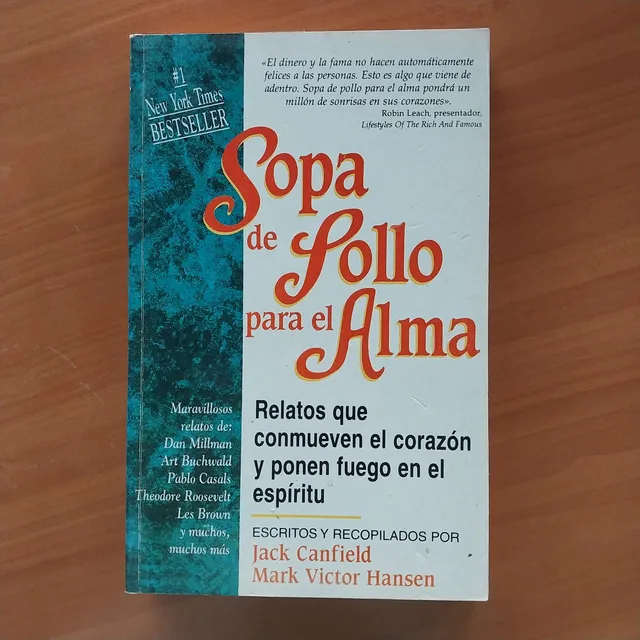 #1
New York Times
BESTSELLER
«El dinero y la fama no hacen automáticamente
felices a las personas. Esto es algo que viene de
adentro. Sopa de pollo para el alma pondrá un
millón de sonrisas en sus corazones».
Robin Leach, presentador,
Lifestyles Of The Rich And Famous
Sopa
de Pollo
para el Alma
Maravillosos
relatos de:
Dan Millman
Art Buchwald
Pablo Casals
Theodore Roosevelt
Les Brown
y muchos,
muchos más
Relatos que
conmueven el corazón
y ponen fuego en el
espíritu
ESCRITOS Y RECOPILADOS POR
Jack Canfield
Mark Victor Hansen